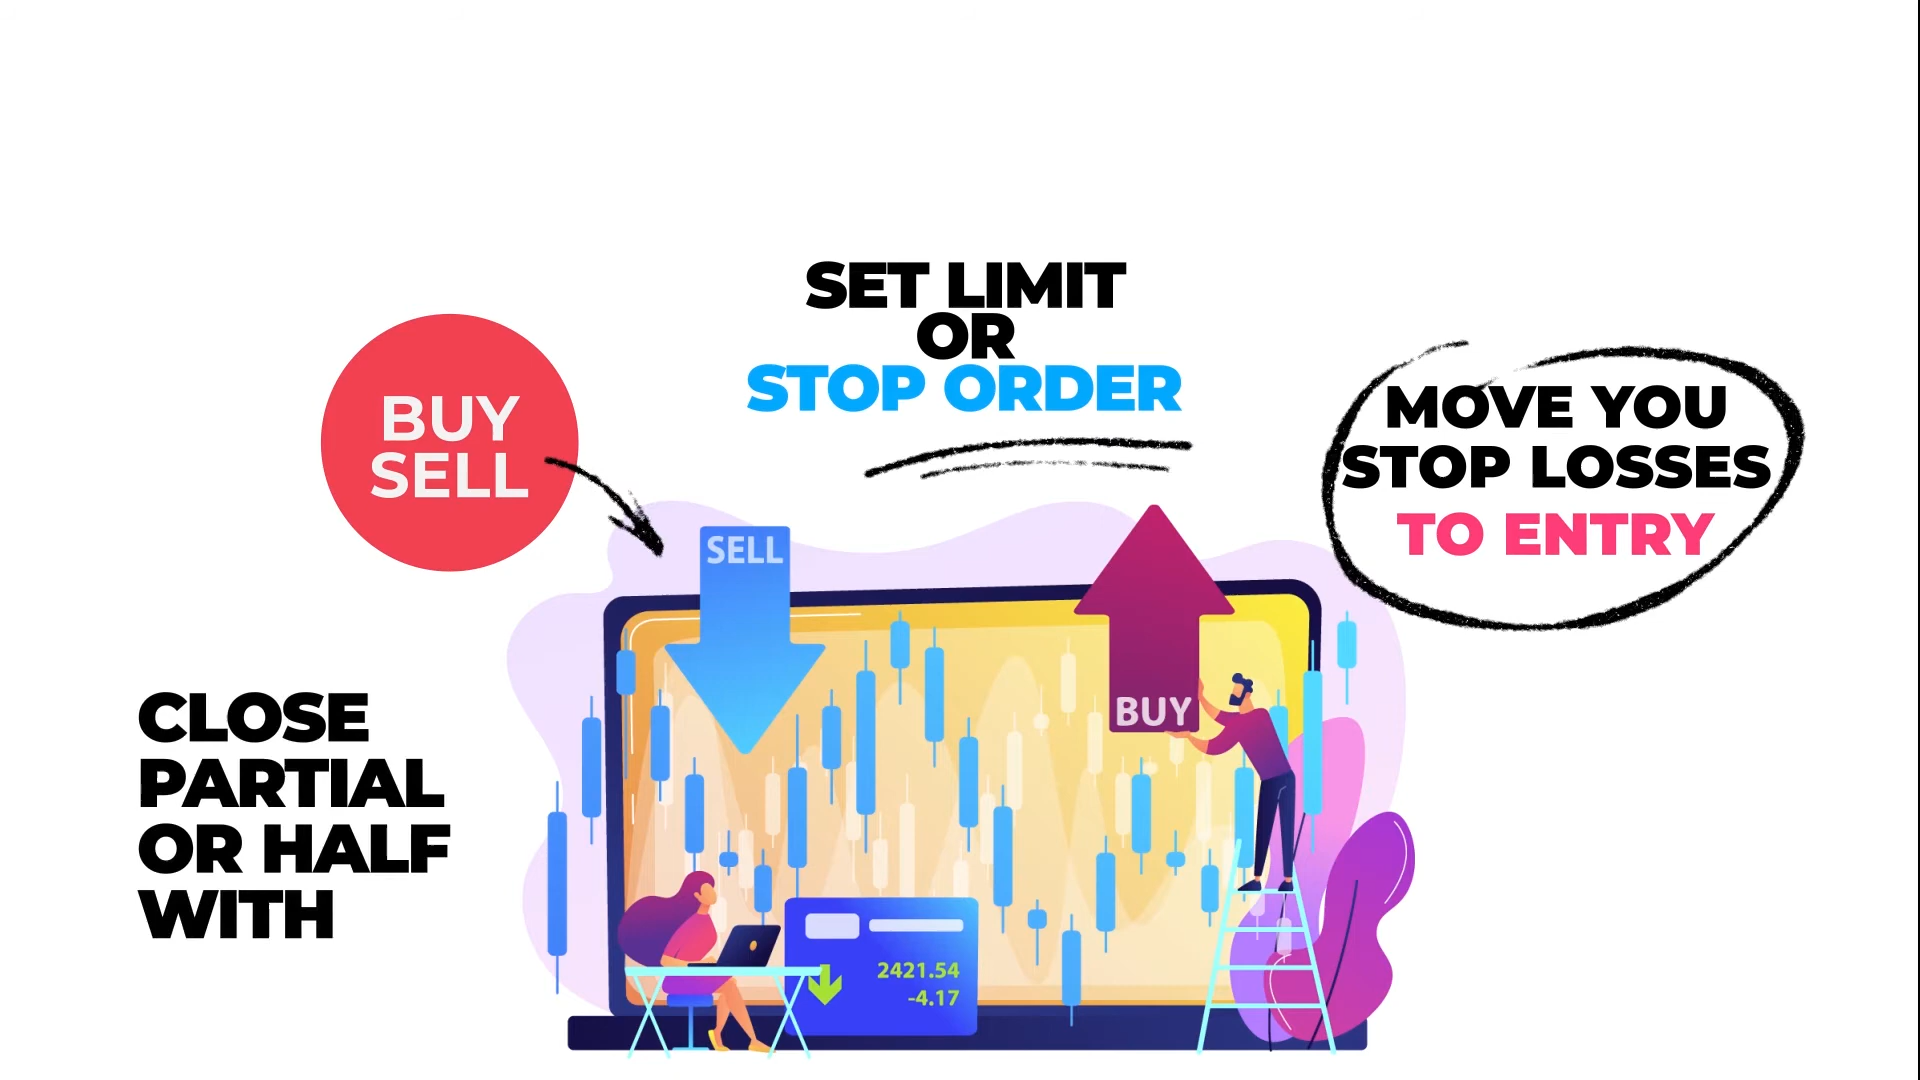 SET LIMIT
OR
STOP ORDER
BUY
SELL
MOVE YOU
STOP LOSSES
TO ENTRY
SELL
BUY
CLOSE
PARTIAL
OR HALF
WITH
2421.54
-4.17